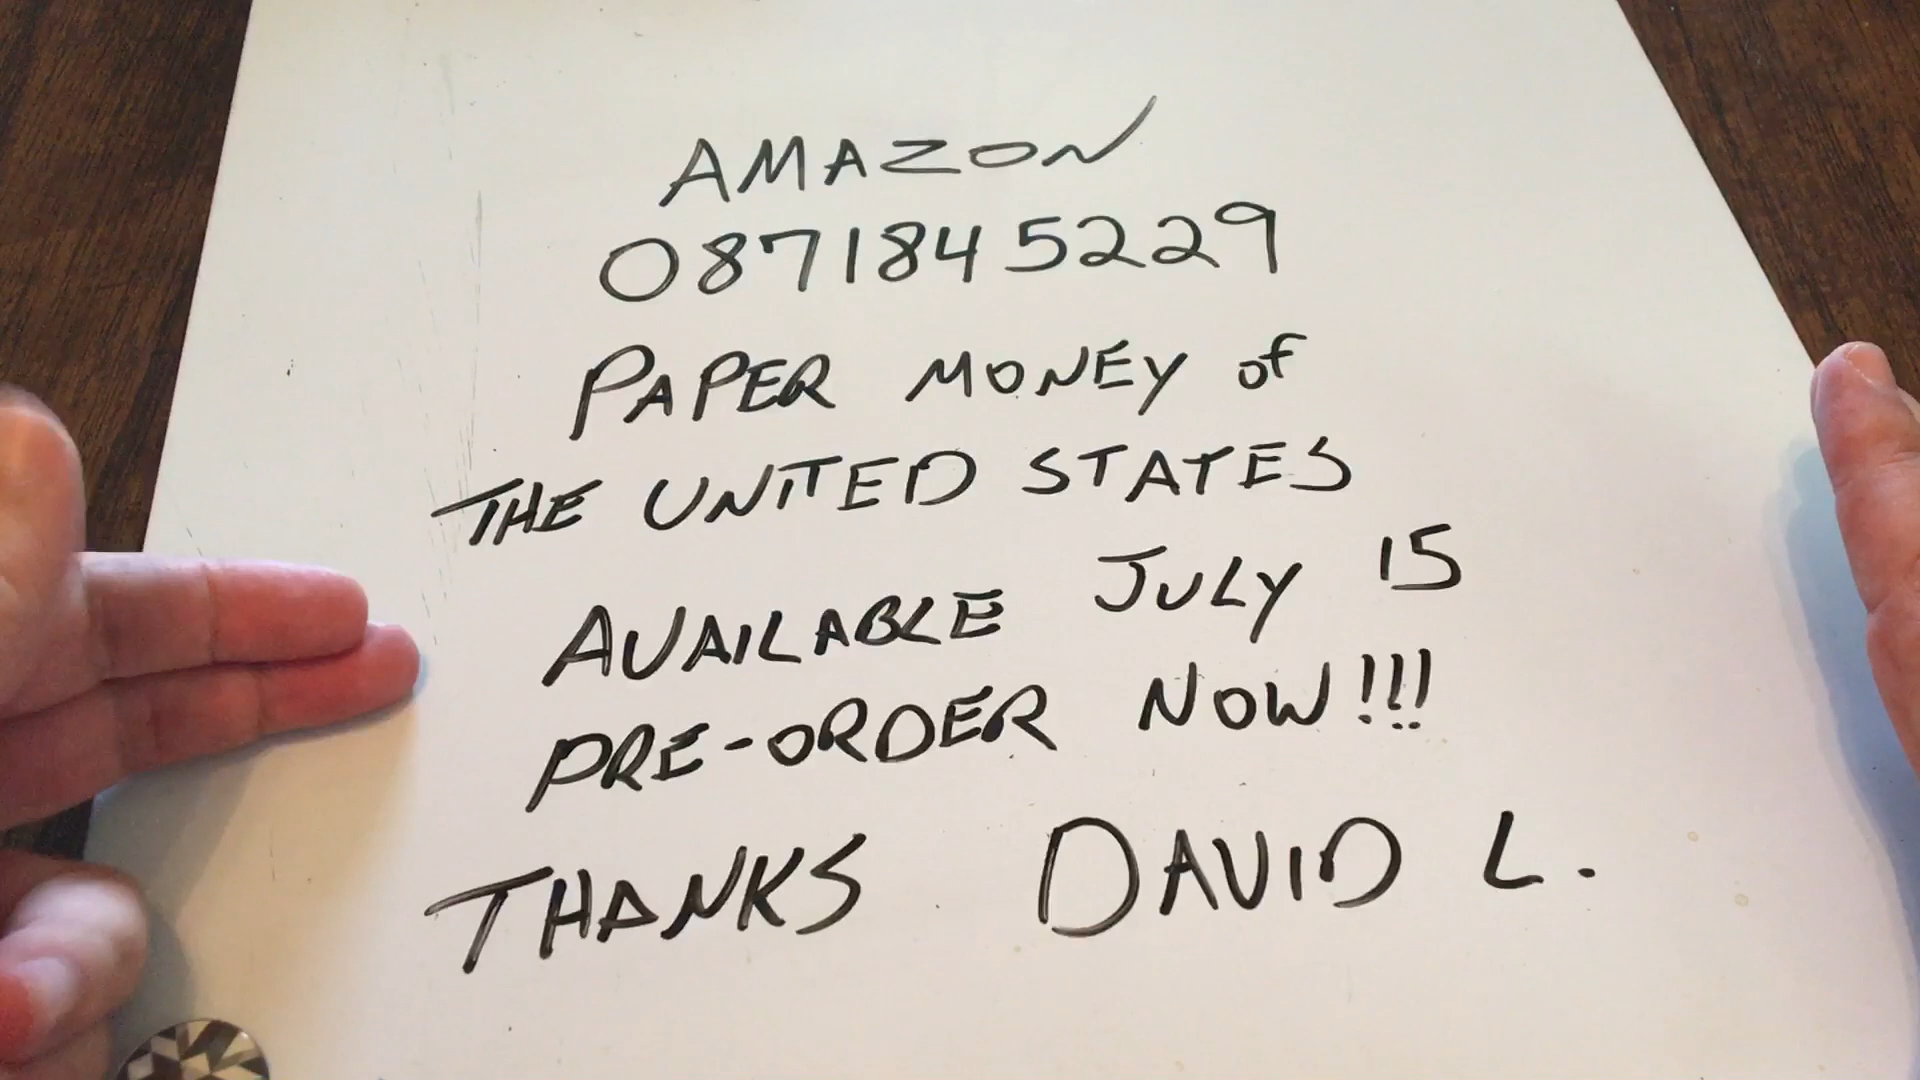 AMAZON
0871845229
PAPER MONEY of
THE UNITED STATES
AVAILABLE JULY 15
PRE-ORDER NOW!!!
THANKS DAVID L.